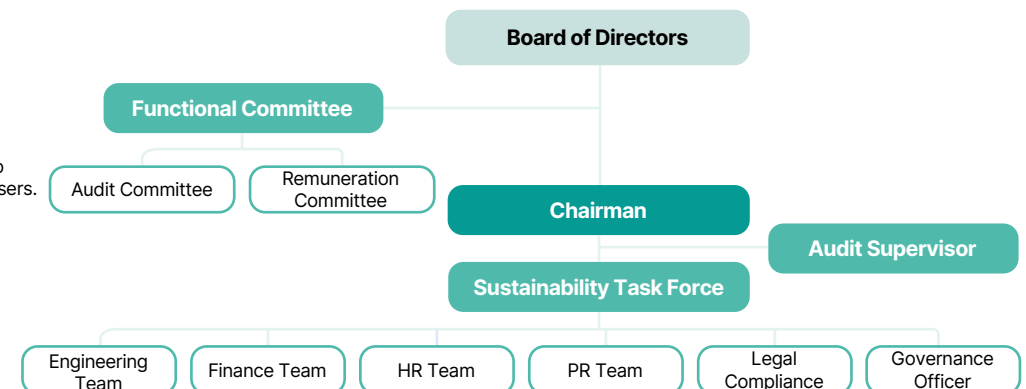 Board of Directors
Functional Committee
sers.
Audit Committee
Remuneration
Committee
Chairman
Audit Supervisor
Sustainability Task Force
Engineering
Team
Finance Team
HR Team
PR Team
Legal
Compliance
Governance
Officer